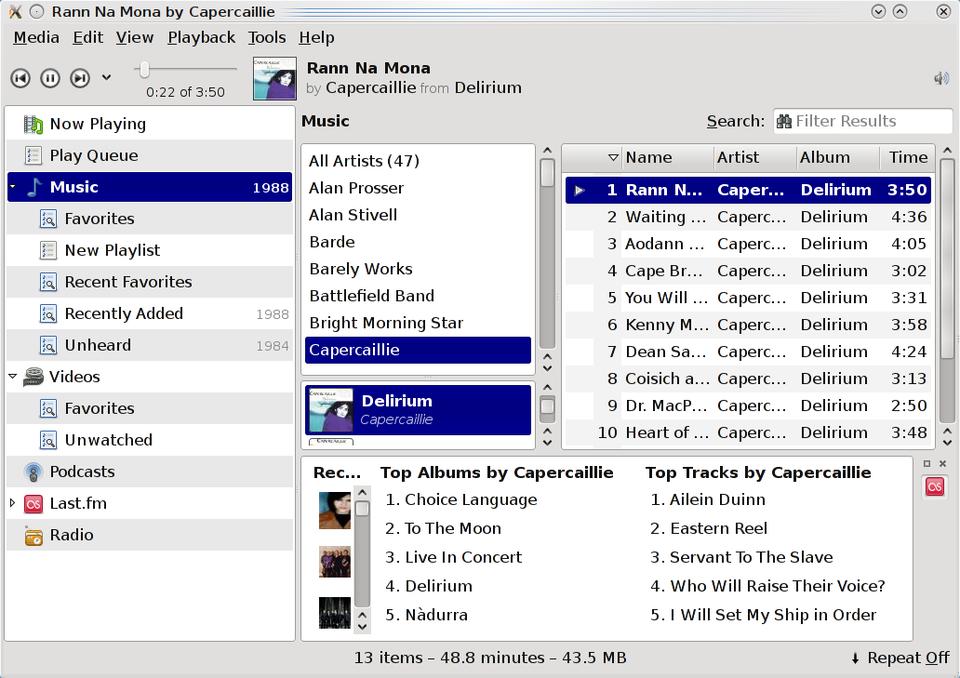 Rann Na Mona by Capercaillie
Media Edit View Playback Tools Help
0:22 of 3:50
Rann Na Mona
by Capercaillie from Delirium
Now Playing
Play Queue
Music 1988
Favorites
New Playlist
Recent Favorites
Recently Added 1988
Unheard 1984
Videos
Favorites
Unwatched
Podcasts
Last.fm
Radio
Music
Search: Filter Results
All Artists (47)
Alan Prosser
Alan Stivell
Barde
Barely Works
Battlefield Band
Bright Morning Star
Capercaillie
Delirium
Capercaillie
Name Artist Album Time
1 Rann N... Caper... Delirium 3:50
2 Waiting ... Caperc... Delirium 4:36
3 Aodann ... Caperc... Delirium 4:05
4 Cape Br... Caperc... Delirium 3:02
5 You Will ... Caperc... Delirium 3:31
6 Kenny M... Caperc... Delirium 3:58
7 Dean Sa... Caperc... Delirium 4:24
8 Coisich a... Caperc... Delirium 3:13
9 Dr. MacP... Caperc... Delirium 2:50
10 Heart of ... Caperc... Delirium 3:48
Rec...
Top Albums by Capercaillie
1. Choice Language
2. To The Moon
3. Live In Concert
4. Delirium
5. Nàdurra
Top Tracks by Capercaillie
1. Ailein Duinn
2. Eastern Reel
3. Servant To The Slave
4. Who Will Raise Their Voice?
5. I Will Set My Ship in Order
13 items – 48.8 minutes – 43.5 MB
Repeat Off